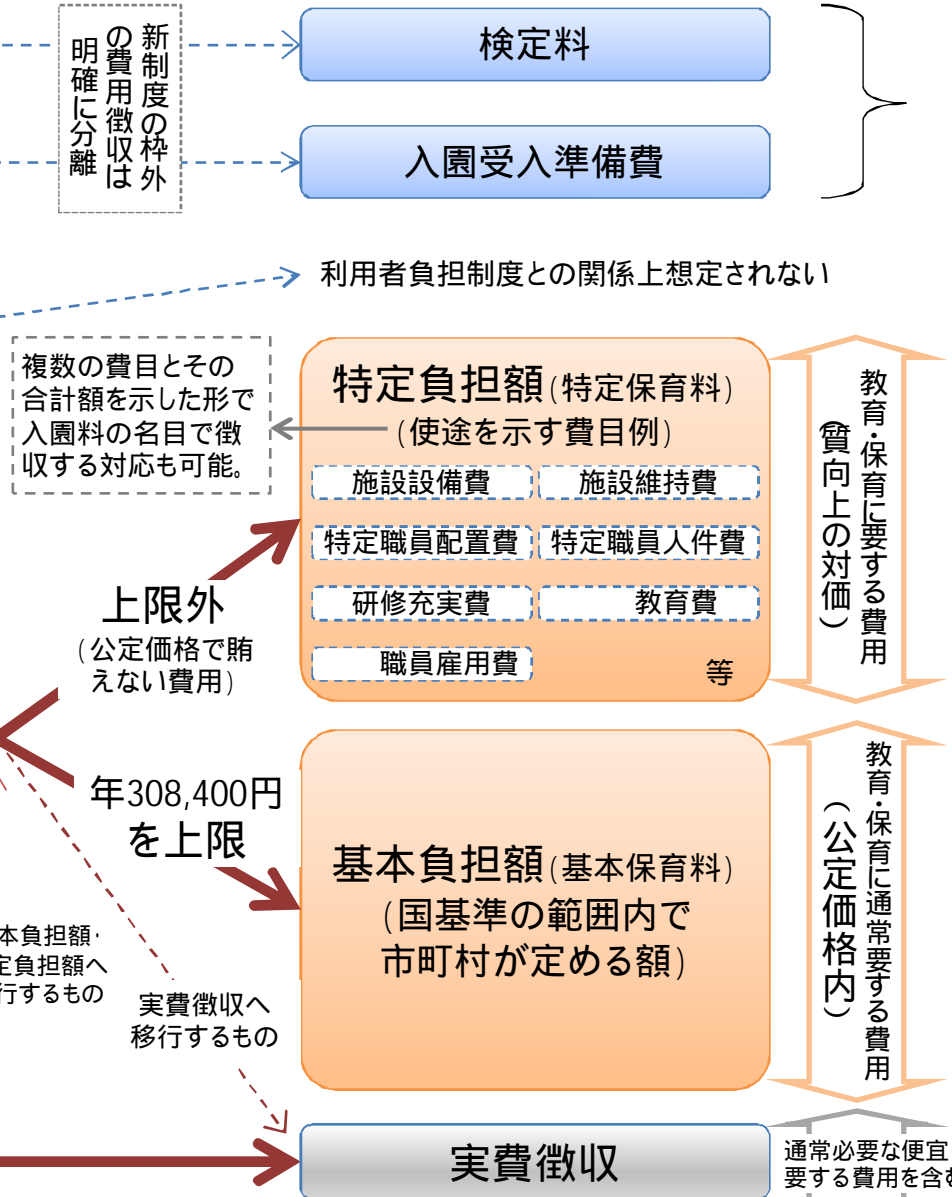 新制度の枠外
の費用徴収は
明確に分離
検定料
入園受入準備費
利用者負担制度との関係上想定されない
複数の費目とその
合計額を示した形で
入園料の名目で徴
収する対応も可能。
特定負担額(特定保育料)
(使途を示す費目例)
施設設備費
施設維持費
特定職員配置費
特定職員人件費
研修充実費
教育費
職員雇用費
等
教育・保育に要する費用
(質向上の対価)
上限外
(公定価格で賄
えない費用)
年308,400円
を上限
基本負担額(基本保育料)
(国基準の範囲内で
市町村が定める額)
教育・保育に通常要する費用
(公定価格内)
本負担額・
定負担額へ
行するもの
実費徴収へ
移行するもの
実費徴収
通常必要な便宜
要する費用を含む